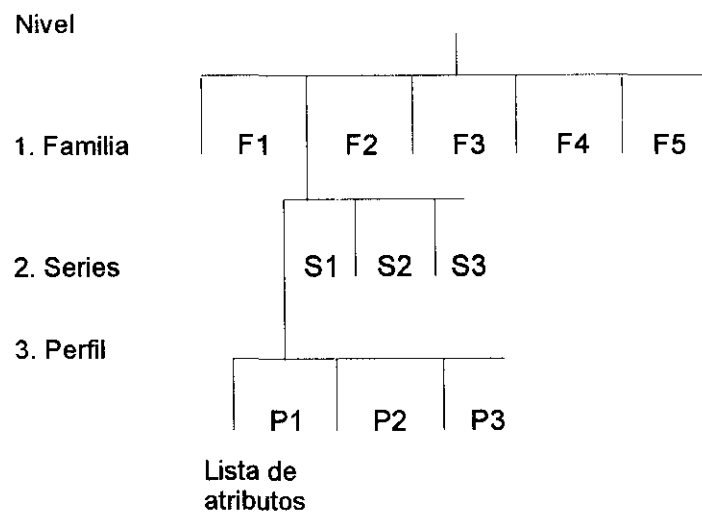 Nivel
1. Familia F1 F2 F3 F4 F5
2. Series S1 S2 S3
3. Perfil
P1 P2 P3
Lista de
atributos